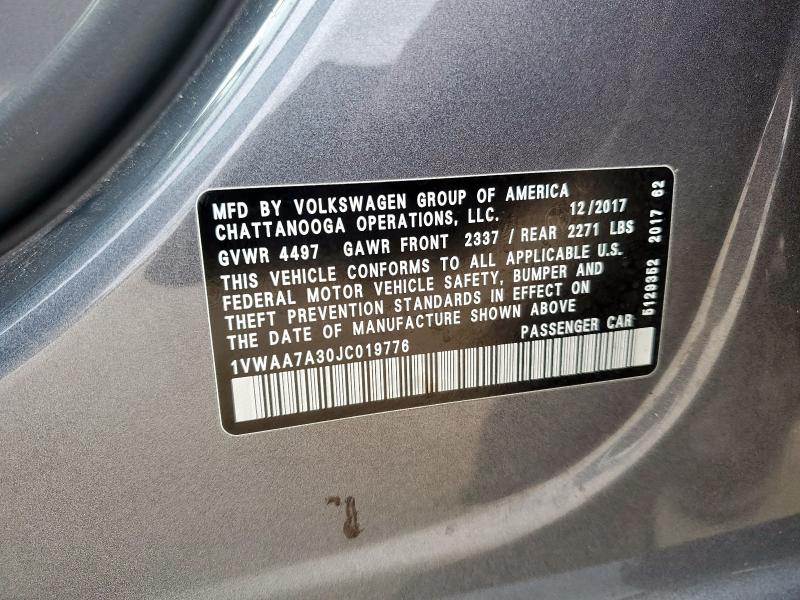 MFD BY VOLKSWAGEN GROUP OF AMERICA
CHATTANOOGA OPERATIONS, LLC. 12/2017
GVWR 4497 GAWR FRONT 2337 / REAR 2271 LBS
THIS VEHICLE CONFORMS TO ALL APPLICABLE U.S.
FEDERAL MOTOR VEHICLE SAFETY, BUMPER AND
THEFT PREVENTION STANDARDS IN EFFECT ON
THE DATE OF MANUFACTURE SHOWN ABOVE
PASSENGER CAR
1VWAA7A30JC019776
5129352 2017 62